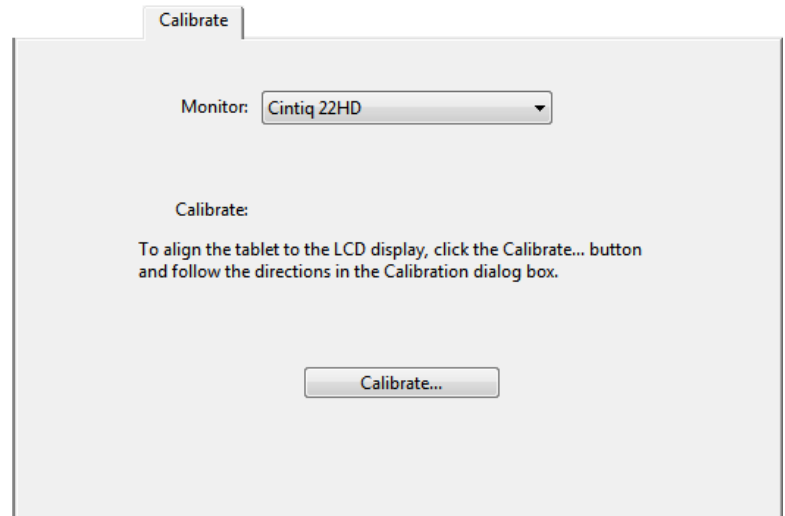 Calibrate
Monitor: Cintiq 22HD
Calibrate:
To align the tablet to the LCD display, click the Calibrate... button
and follow the directions in the Calibration dialog box.
Calibrate...